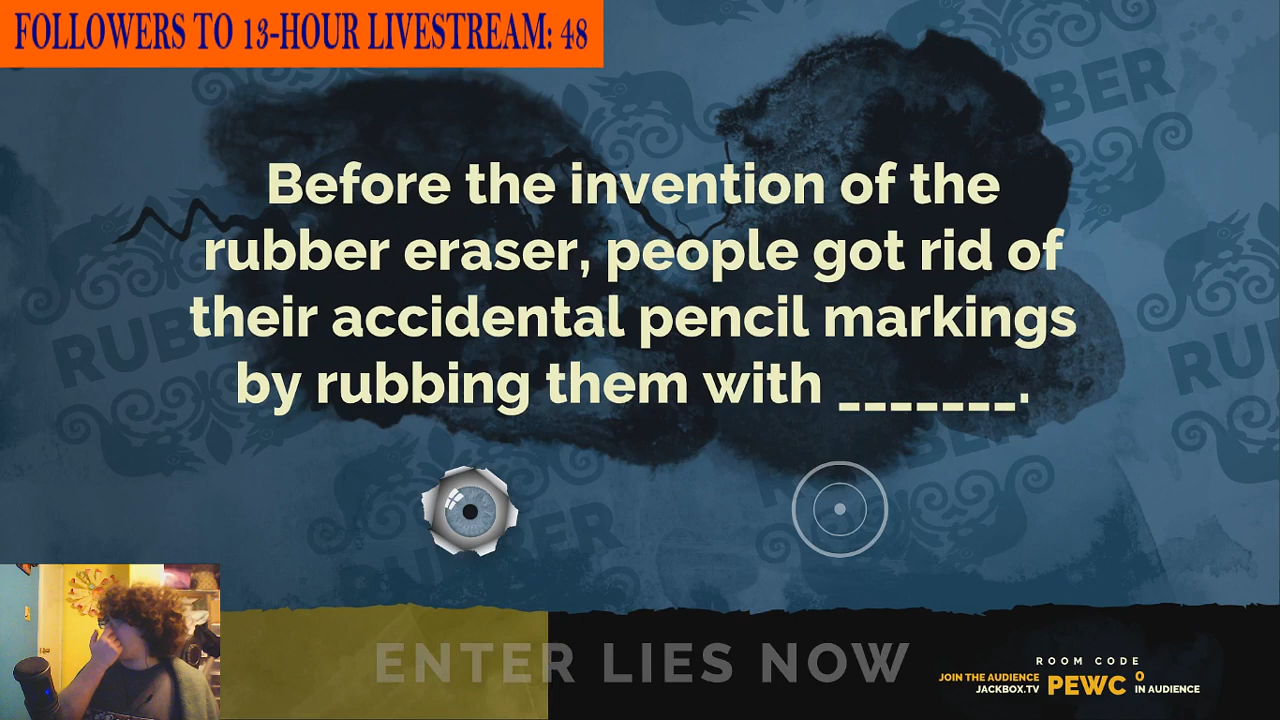 FOLLOWERS TO 13-HOUR LIVESTREAM: 48
Before the invention of the
rubber eraser, people got rid of
their accidental pencil markings
by rubbing them with _______.
ENTER LIES NOW
ROOM CODE
JOIN THE AUDIENCE
JACKBOX.TV
PEWC
0
IN AUDIENCE
RUBBER
RUBBER